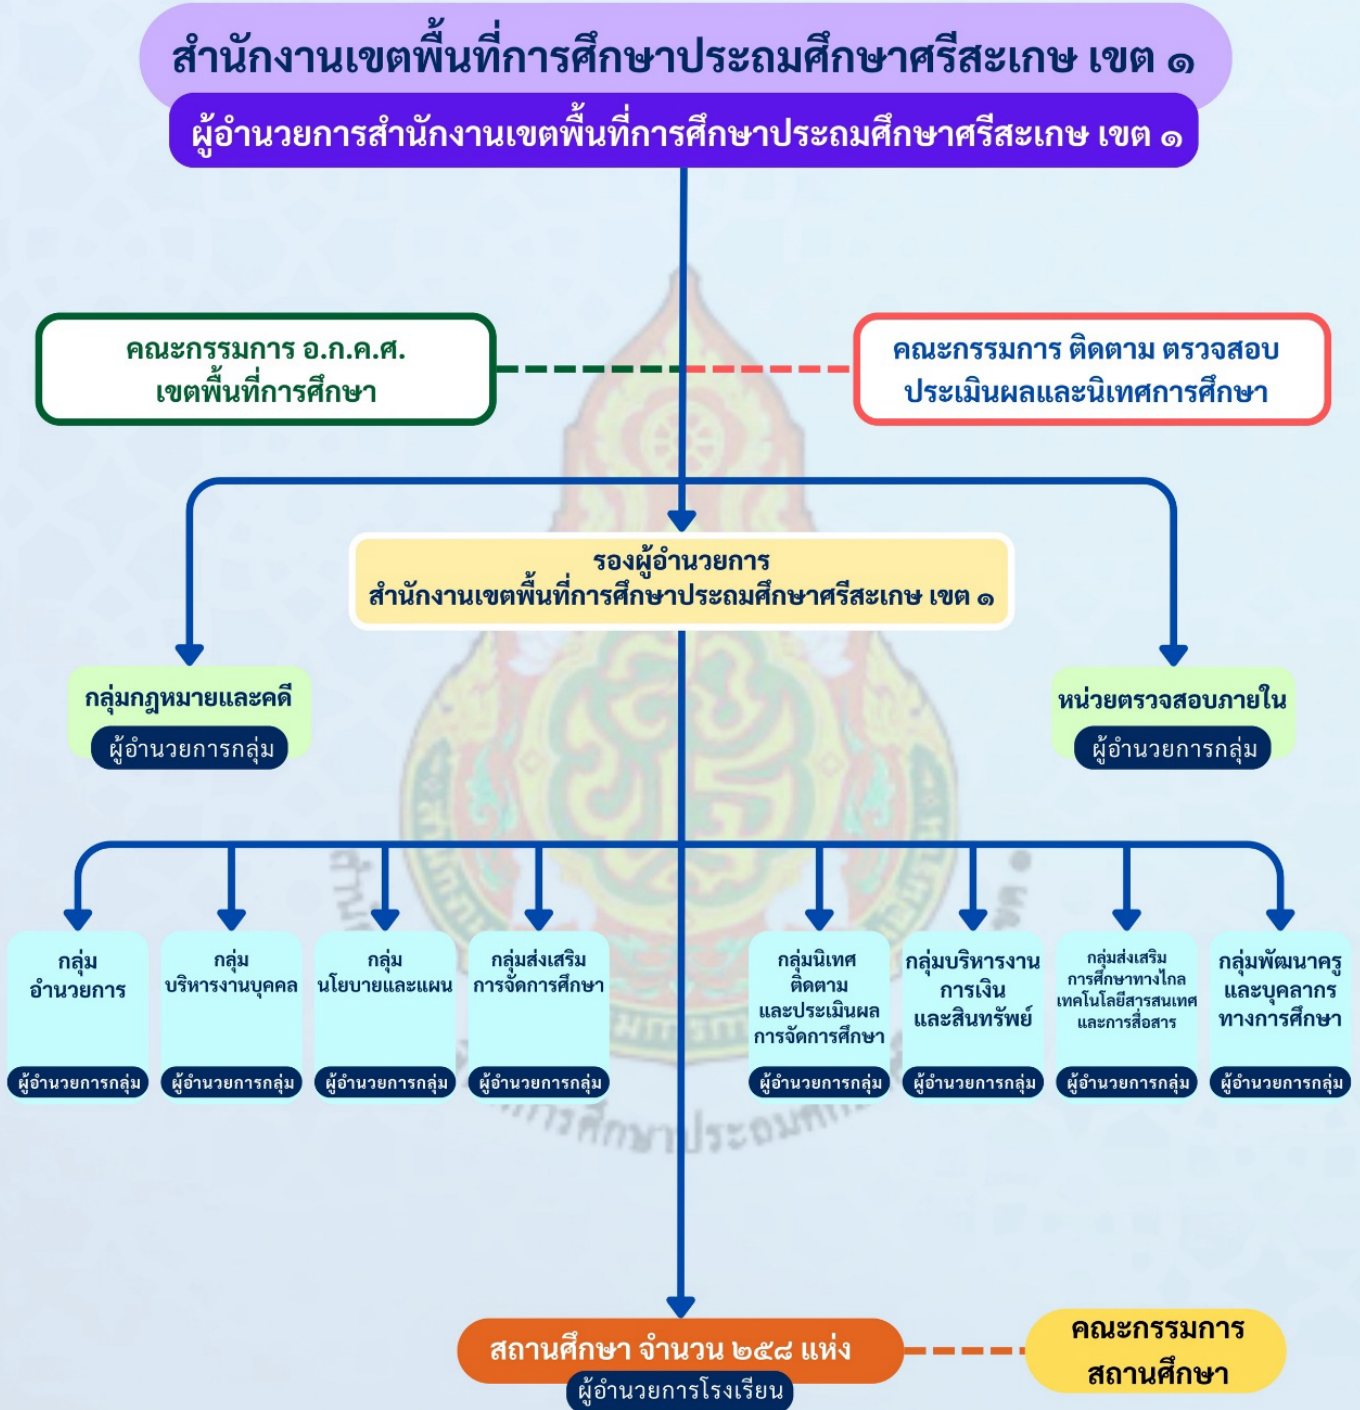 สำนักงานเขตพื้นที่การศึกษาประถมศึกษาศรีสะเกษ เขต ๑
ผู้อำนวยการสำนักงานเขตพื้นที่การศึกษาประถมศึกษาศรีสะเกษ เขต ๑
คณะกรรมการ อ.ก.ค.ศ.
เขตพื้นที่การศึกษา
คณะกรรมการ ติดตาม ตรวจสอบ
ประเมินผลและนิเทศการศึกษา
รองผู้อำนวยการ
สำนักงานเขตพื้นที่การศึกษาประถมศึกษาศรีสะเกษ เขต ๑
กลุ่มกฎหมายและคดี
ผู้อำนวยการกลุ่ม
หน่วยตรวจสอบภายใน
ผู้อำนวยการกลุ่ม
กลุ่ม
อำนวยการ
ผู้อำนวยการกลุ่ม
กลุ่ม
บริหารงานบุคคล
ผู้อำนวยการกลุ่ม
กลุ่ม
นโยบายและแผน
ผู้อำนวยการกลุ่ม
กลุ่มส่งเสริม
การจัดการศึกษา
ผู้อำนวยการกลุ่ม
กลุ่มนิเทศ
ติดตาม
และประเมินผล
การจัดการศึกษา
ผู้อำนวยการกลุ่ม
กลุ่มบริหารงาน
การเงิน
และสินทรัพย์
ผู้อำนวยการกลุ่ม
กลุ่มส่งเสริม
การศึกษาทางไกล
เทคโนโลยีสารสนเทศ
และการสื่อสาร
ผู้อำนวยการกลุ่ม
กลุ่มพัฒนาครู
และบุคลากร
ทางการศึกษา
ผู้อำนวยการกลุ่ม
สถานศึกษา จำนวน ๒๕๘ แห่ง
ผู้อำนวยการโรงเรียน
คณะกรรมการ
สถานศึกษา